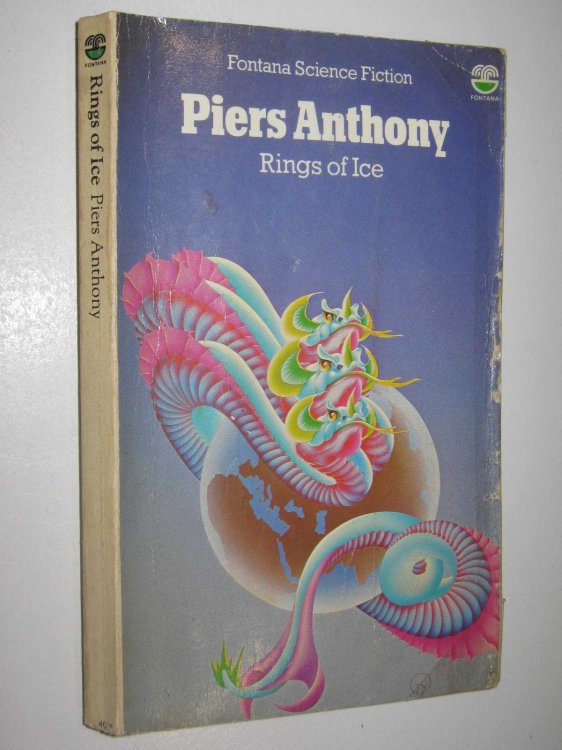 FONTANA
Rings of Ice Piers Anthony
Fontana Science Fiction
FONTANA
Piers Anthony
Rings of Ice